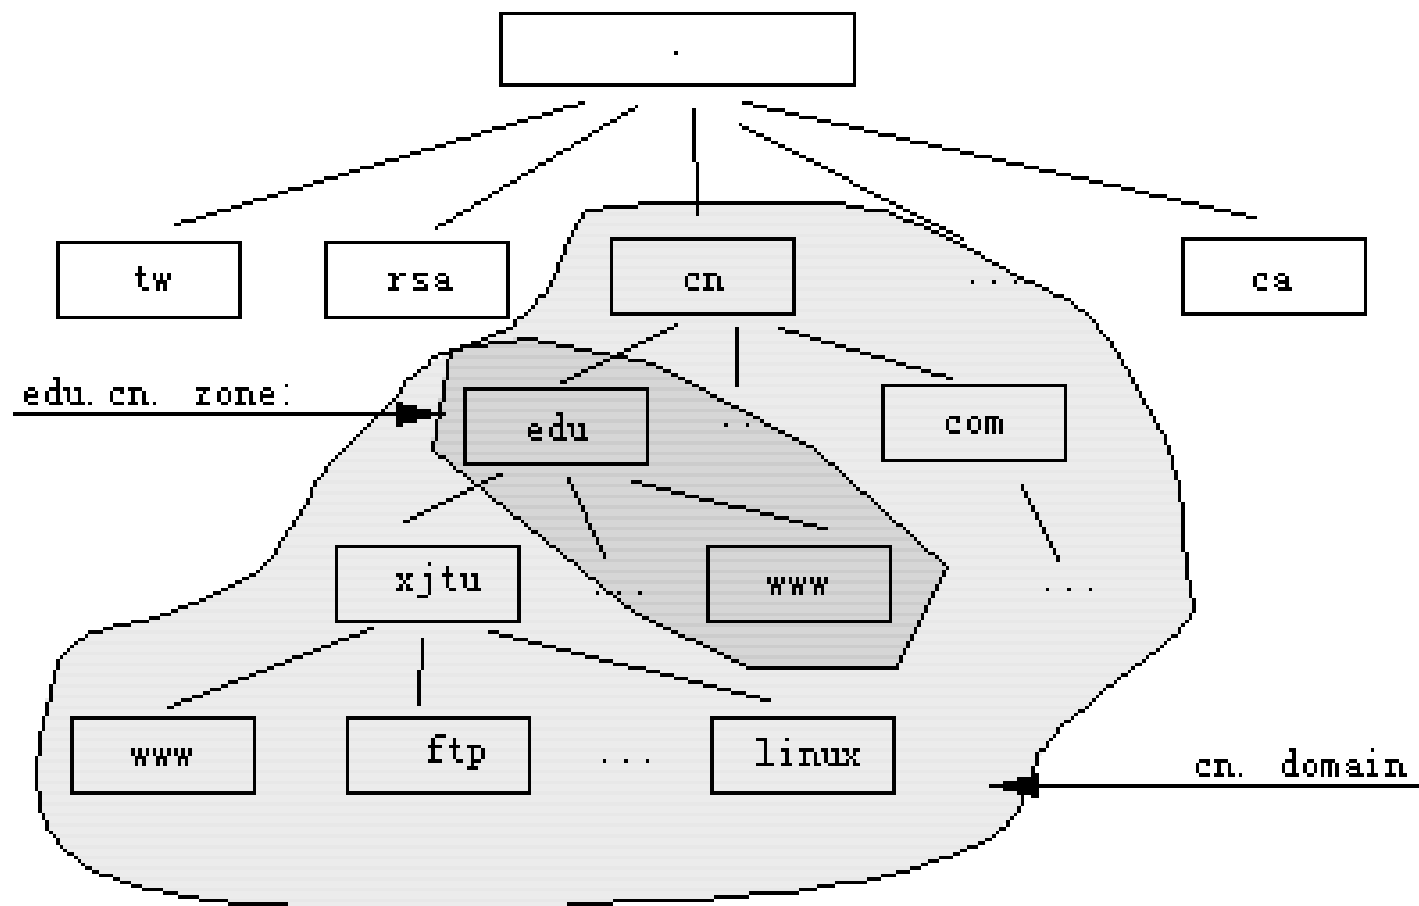 .
tw rsa cn ... ca
edu.cn. zone:
edu .. com
xjtu ... www ...
www ftp ... linux
cn. domain